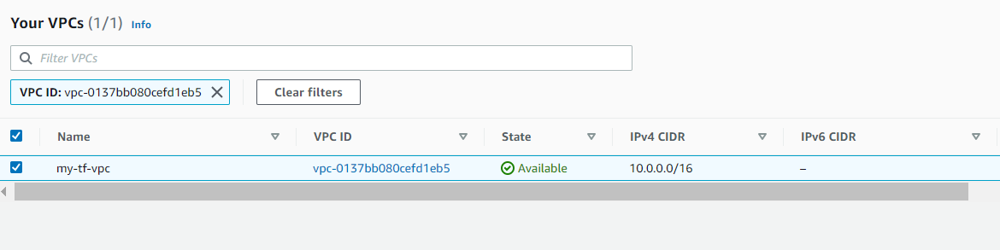 Your VPCs (1/1) Info
Filter VPCs
VPC ID: vpc-0137bb080cefd1eb5 Clear filters
Name VPC ID State IPv4 CIDR IPv6 CIDR
my-tf-vpc vpc-0137bb080cefd1eb5 Available 10.0.0.0/16 –